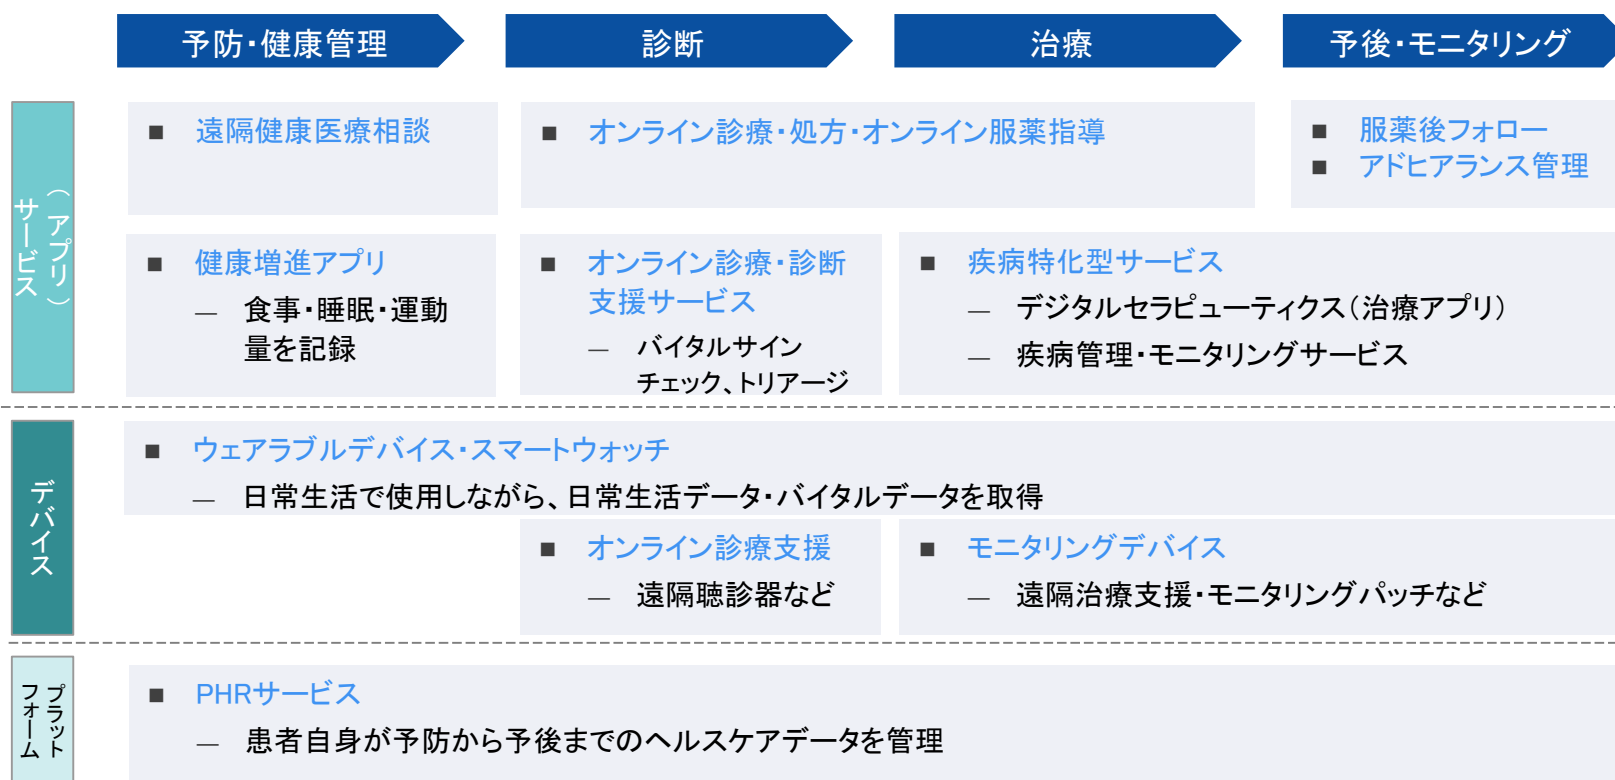 予防・健康管理
診断
治療
予後・モニタリング
サービス
（アプリ）
■ 遠隔健康医療相談
■ オンライン診療・処方・オンライン服薬指導
■ 服薬後フォロー
■ アドヒアランス管理
■ 健康増進アプリ
― 食事・睡眠・運動
量を記録
■ オンライン診療・診断
支援サービス
― バイタルサイン
チェック、トリアージ
■ 疾病特化型サービス
― デジタルセラピューティクス（治療アプリ）
― 疾病管理・モニタリングサービス
デバイス
■ ウェアラブルデバイス・スマートウォッチ
― 日常生活で使用しながら、日常生活データ・バイタルデータを取得
■ オンライン診療支援
― 遠隔聴診器など
■ モニタリングデバイス
― 遠隔治療支援・モニタリングパッチなど
プラット
フォーム
■ PHRサービス
― 患者自身が予防から予後までのヘルスケアデータを管理